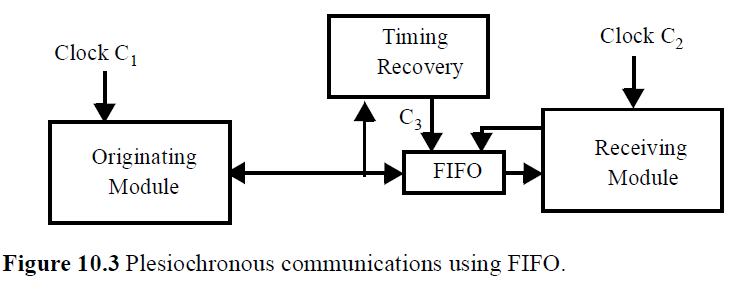 Clock C1
Timing
Recovery
Clock C2
C3
Originating
Module
FIFO
Receiving
Module
Figure 10.3 Plesiochronous communications using FIFO.